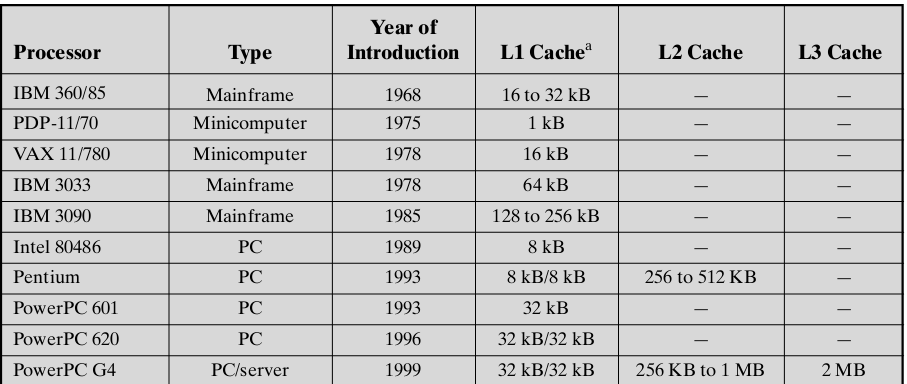 Processor Type Year of Introduction L1 Cacheᵃ L2 Cache L3 Cache
IBM 360/85 Mainframe 1968 16 to 32 kB — —
PDP-11/70 Minicomputer 1975 1 kB — —
VAX 11/780 Minicomputer 1978 16 kB — —
IBM 3033 Mainframe 1978 64 kB — —
IBM 3090 Mainframe 1985 128 to 256 kB — —
Intel 80486 PC 1989 8 kB — —
Pentium PC 1993 8 kB/8 kB 256 to 512 KB —
PowerPC 601 PC 1993 32 kB — —
PowerPC 620 PC 1996 32 kB/32 kB — —
PowerPC G4 PC/server 1999 32 kB/32 kB 256 KB to 1 MB 2 MB